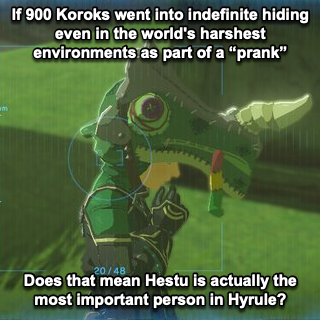 If 900 Koroks went into indefinite hiding
even in the world's harshest
environments as part of a “prank”
20 / 48
Does that mean Hestu is actually the
most important person in Hyrule?